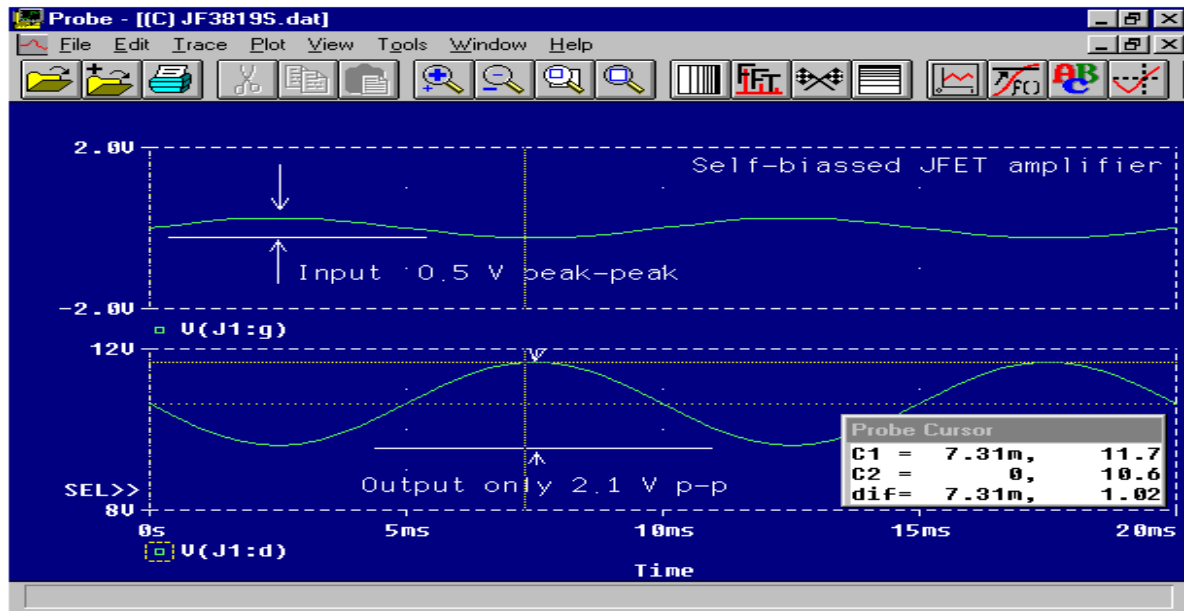 Probe - [(C) JF3819S.dat]
File Edit Trace Plot View Tools Window Help
FFT f() ABC
2.0V
Self-biassed JFET amplifier
Input 0.5 V peak-peak
-2.0V
V(J1:g)
12V
V
Probe Cursor
C1 = 7.31m, 11.7
C2 = 0, 10.6
dif= 7.31m, 1.02
Output only 2.1 V p-p
SEL>>
8V
0s 5ms 10ms 15ms 20ms
V(J1:d)
Time